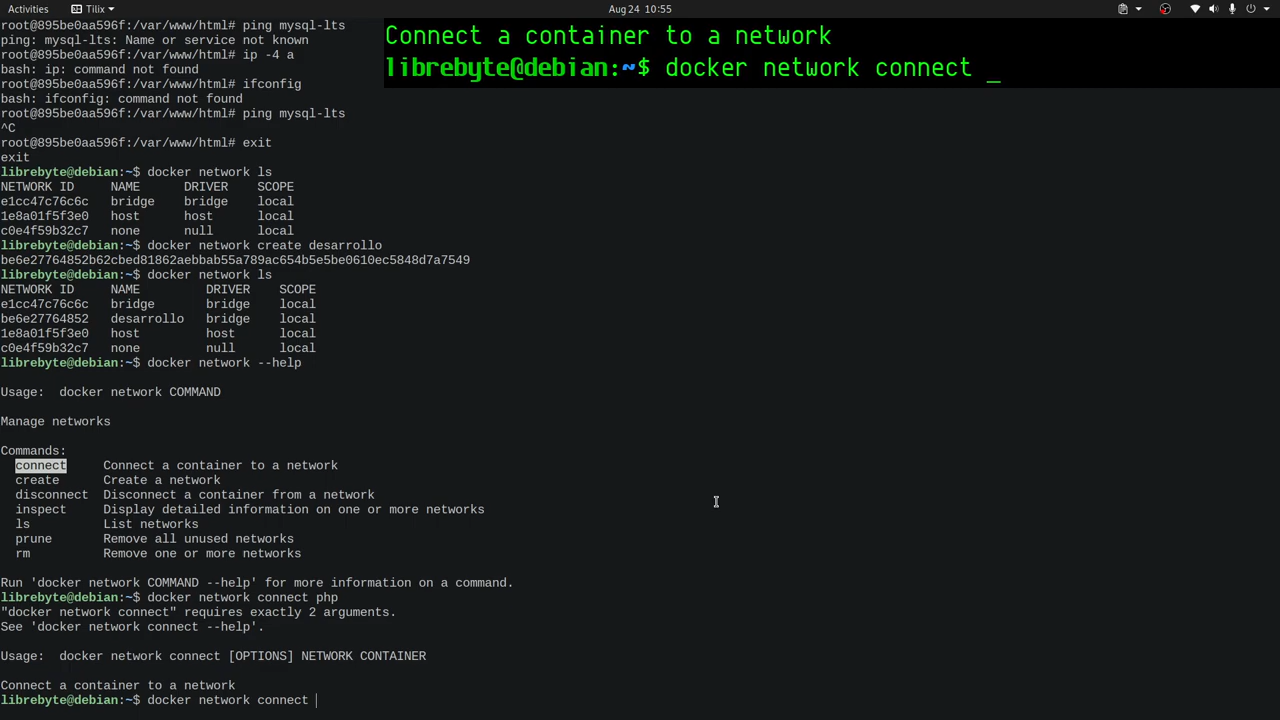 Activities Tilix Aug 24 10:55
root@895be0aa596f:/var/www/html# ping mysql-lts
ping: mysql-lts: Name or service not known
root@895be0aa596f:/var/www/html# ip -4 a
bash: ip: command not found
root@895be0aa596f:/var/www/html# ifconfig
bash: ifconfig: command not found
root@895be0aa596f:/var/www/html# ping mysql-lts
^C
root@895be0aa596f:/var/www/html# exit
exit
Connect a container to a network
librebyte@debian:~$ docker network connect _
librebyte@debian:~$ docker network ls
NETWORK ID NAME DRIVER SCOPE
e1cc47c76c6c bridge bridge local
1e8a01f5f3e0 host host local
c0e4f59b32c7 none null local
librebyte@debian:~$ docker network create desarrollo
be6e27764852b62cbed81862aebbab55a789ac654b5e5be0610ec5848d7a7549
librebyte@debian:~$ docker network ls
NETWORK ID NAME DRIVER SCOPE
e1cc47c76c6c bridge bridge local
be6e27764852 desarrollo bridge local
1e8a01f5f3e0 host host local
c0e4f59b32c7 none null local
librebyte@debian:~$ docker network --help
Usage: docker network COMMAND
Manage networks
Commands:
connect Connect a container to a network
create Create a network
disconnect Disconnect a container from a network
inspect Display detailed information on one or more networks
ls List networks
prune Remove all unused networks
rm Remove one or more networks
Run 'docker network COMMAND --help' for more information on a command.
librebyte@debian:~$ docker network connect php
"docker network connect" requires exactly 2 arguments.
See 'docker network connect --help'.
Usage: docker network connect [OPTIONS] NETWORK CONTAINER
Connect a container to a network
librebyte@debian:~$ docker network connect